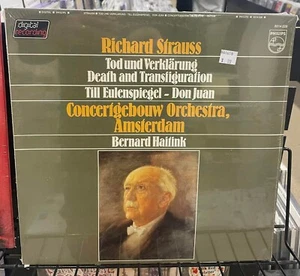 digital
recording
PHILIPS
Richard Strauss
Tod und Verklärung
Death and Transfiguration
Till Eulenspiegel – Don Juan
Concertgebouw Orchestra,
Amsterdam
Bernard Haitink